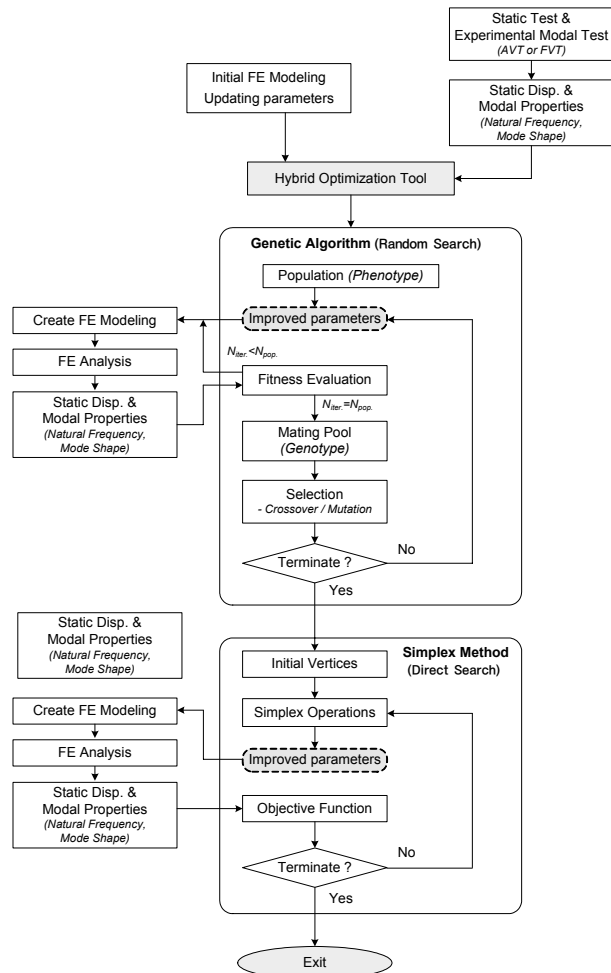 Static Test &
Experimental Modal Test
(AVT or FVT)
Initial FE Modeling
Updating parameters
Static Disp. &
Modal Properties
(Natural Frequency,
Mode Shape)
Hybrid Optimization Tool
Genetic Algorithm (Random Search)
Population (Phenotype)
Improved parameters
Create FE Modeling
FE Analysis
Static Disp. &
Modal Properties
(Natural Frequency,
Mode Shape)
Niter.<Npop.
Fitness Evaluation
Niter.=Npop.
Mating Pool
(Genotype)
Selection
- Crossover / Mutation
Terminate ?
No
Yes
Static Disp. &
Modal Properties
(Natural Frequency,
Mode Shape)
Simplex Method
(Direct Search)
Initial Vertices
Simplex Operations
Improved parameters
Create FE Modeling
FE Analysis
Static Disp. &
Modal Properties
(Natural Frequency,
Mode Shape)
Objective Function
Terminate ?
No
Yes
Exit